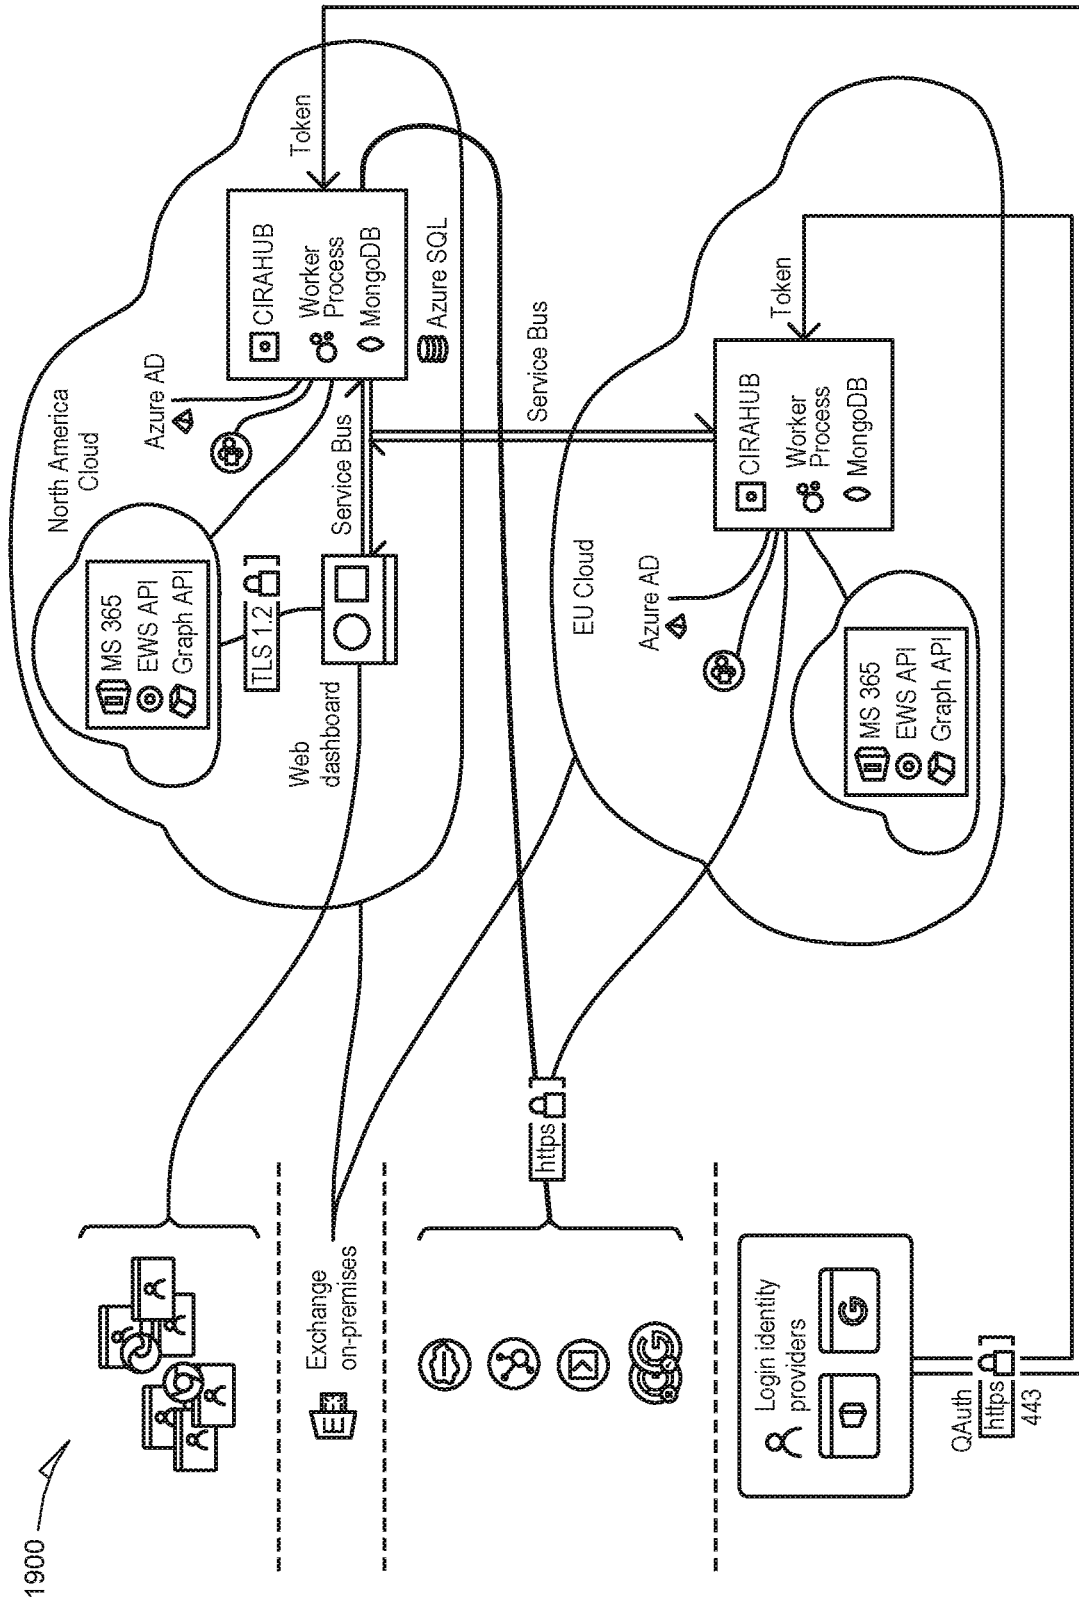 1900
North America
Cloud
MS 365
EWS API
Graph API
TLS 1.2
Web
dashboard
Azure AD
Service Bus
CIRAHUB
Worker
Process
MongoDB
Azure SQL
Token
Service Bus
EU Cloud
Azure AD
MS 365
EWS API
Graph API
CIRAHUB
Worker
Process
MongoDB
Token
Exchange
on-premises
E
https
Login identity
providers
G
QAuth
https
443